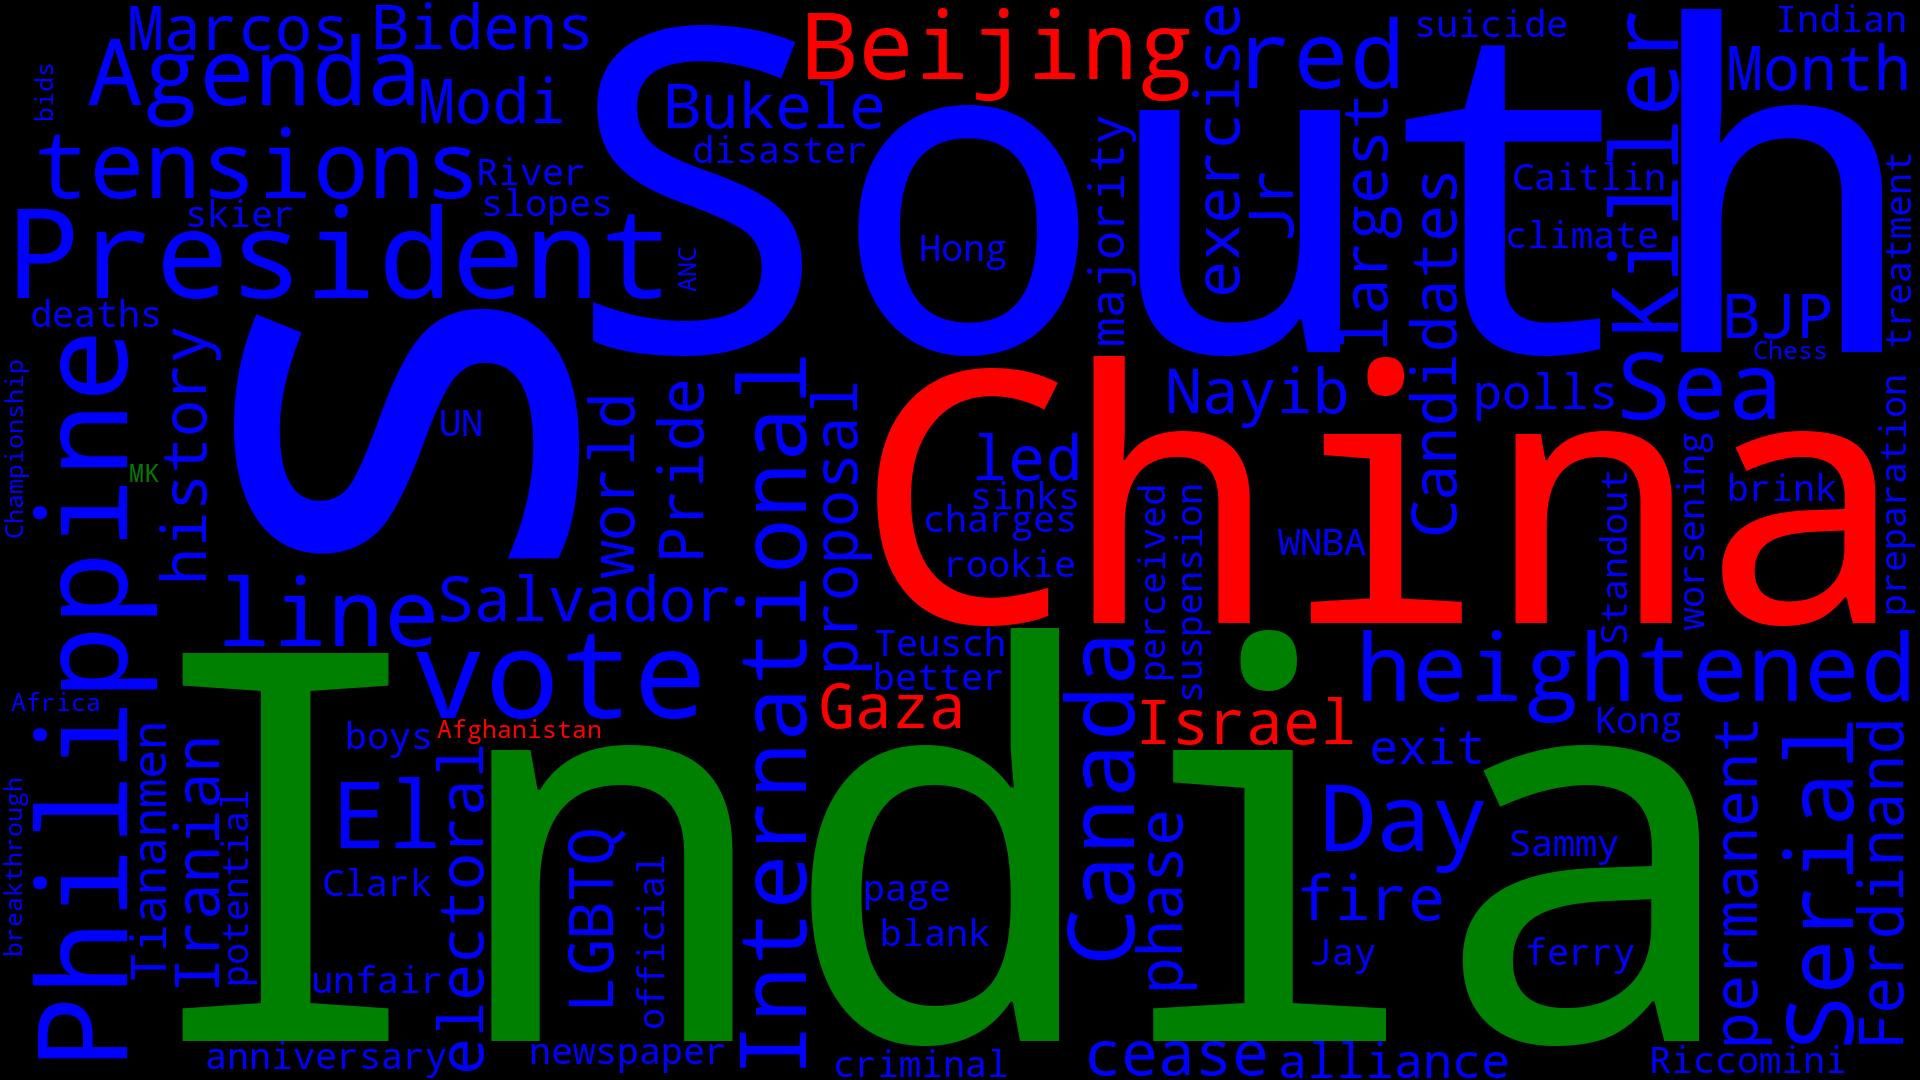 Marcos
Bidens
Beijing
exercise
red
suicide
Killer
Indian
Month
bids
Agenda
Modi
Bukele
disaster
South
majority
largest
Jr
Candidates
Caitlin
climate
treatment
tensions
River
slopes
skier
President
ANC
Hong
BJP
Chess
deaths
Philippine
history
S
UN
world
Pride
International
proposal
China
Nayib
polls
Sea
led
sinks
charges
rookie
perceived
suspension
WNBA
Standout
worsening
brink
preparation
Championship
MK
line
Salvador
vote
Teusch
better
Gaza
Canada
Israel
heightened
Kong
exit
Africa
boys
Afghanistan
India
Tiananmen
Iranian
potential
breakthrough
El
Clark
electoral
LGBTQ
official
page
blank
phase
Day
fire
Jay
Sammy
ferry
permanent
Serial
Ferdinand
unfair
anniversary
newspaper
criminal
cease
alliance
Riccomini